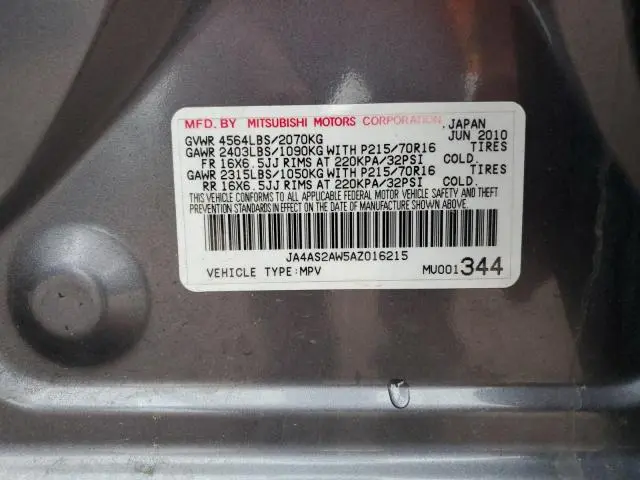 MFD. BY MITSUBISHI MOTORS CORPORATION, JAPAN
GVWR 4564LBS/2070KG JUN 2010
GAWR 2403LBS/1090KG WITH P215/70R16 TIRES
FR 16X6.5JJ RIMS AT 220KPA/32PSI COLD.
GAWR 2315LBS/1050KG WITH P215/70R16 TIRES
RR 16X6.5JJ RIMS AT 220KPA/32PSI COLD.
THIS VEHICLE CONFORMS TO ALL APPLICABLE FEDERAL MOTOR VEHICLE SAFETY AND THEFT
PREVENTION STANDARDS IN EFFECT ON THE DATE OF MANUFACTURE SHOWN ABOVE.
JA4AS2AW5AZ016215
VEHICLE TYPE:MPV MU001344